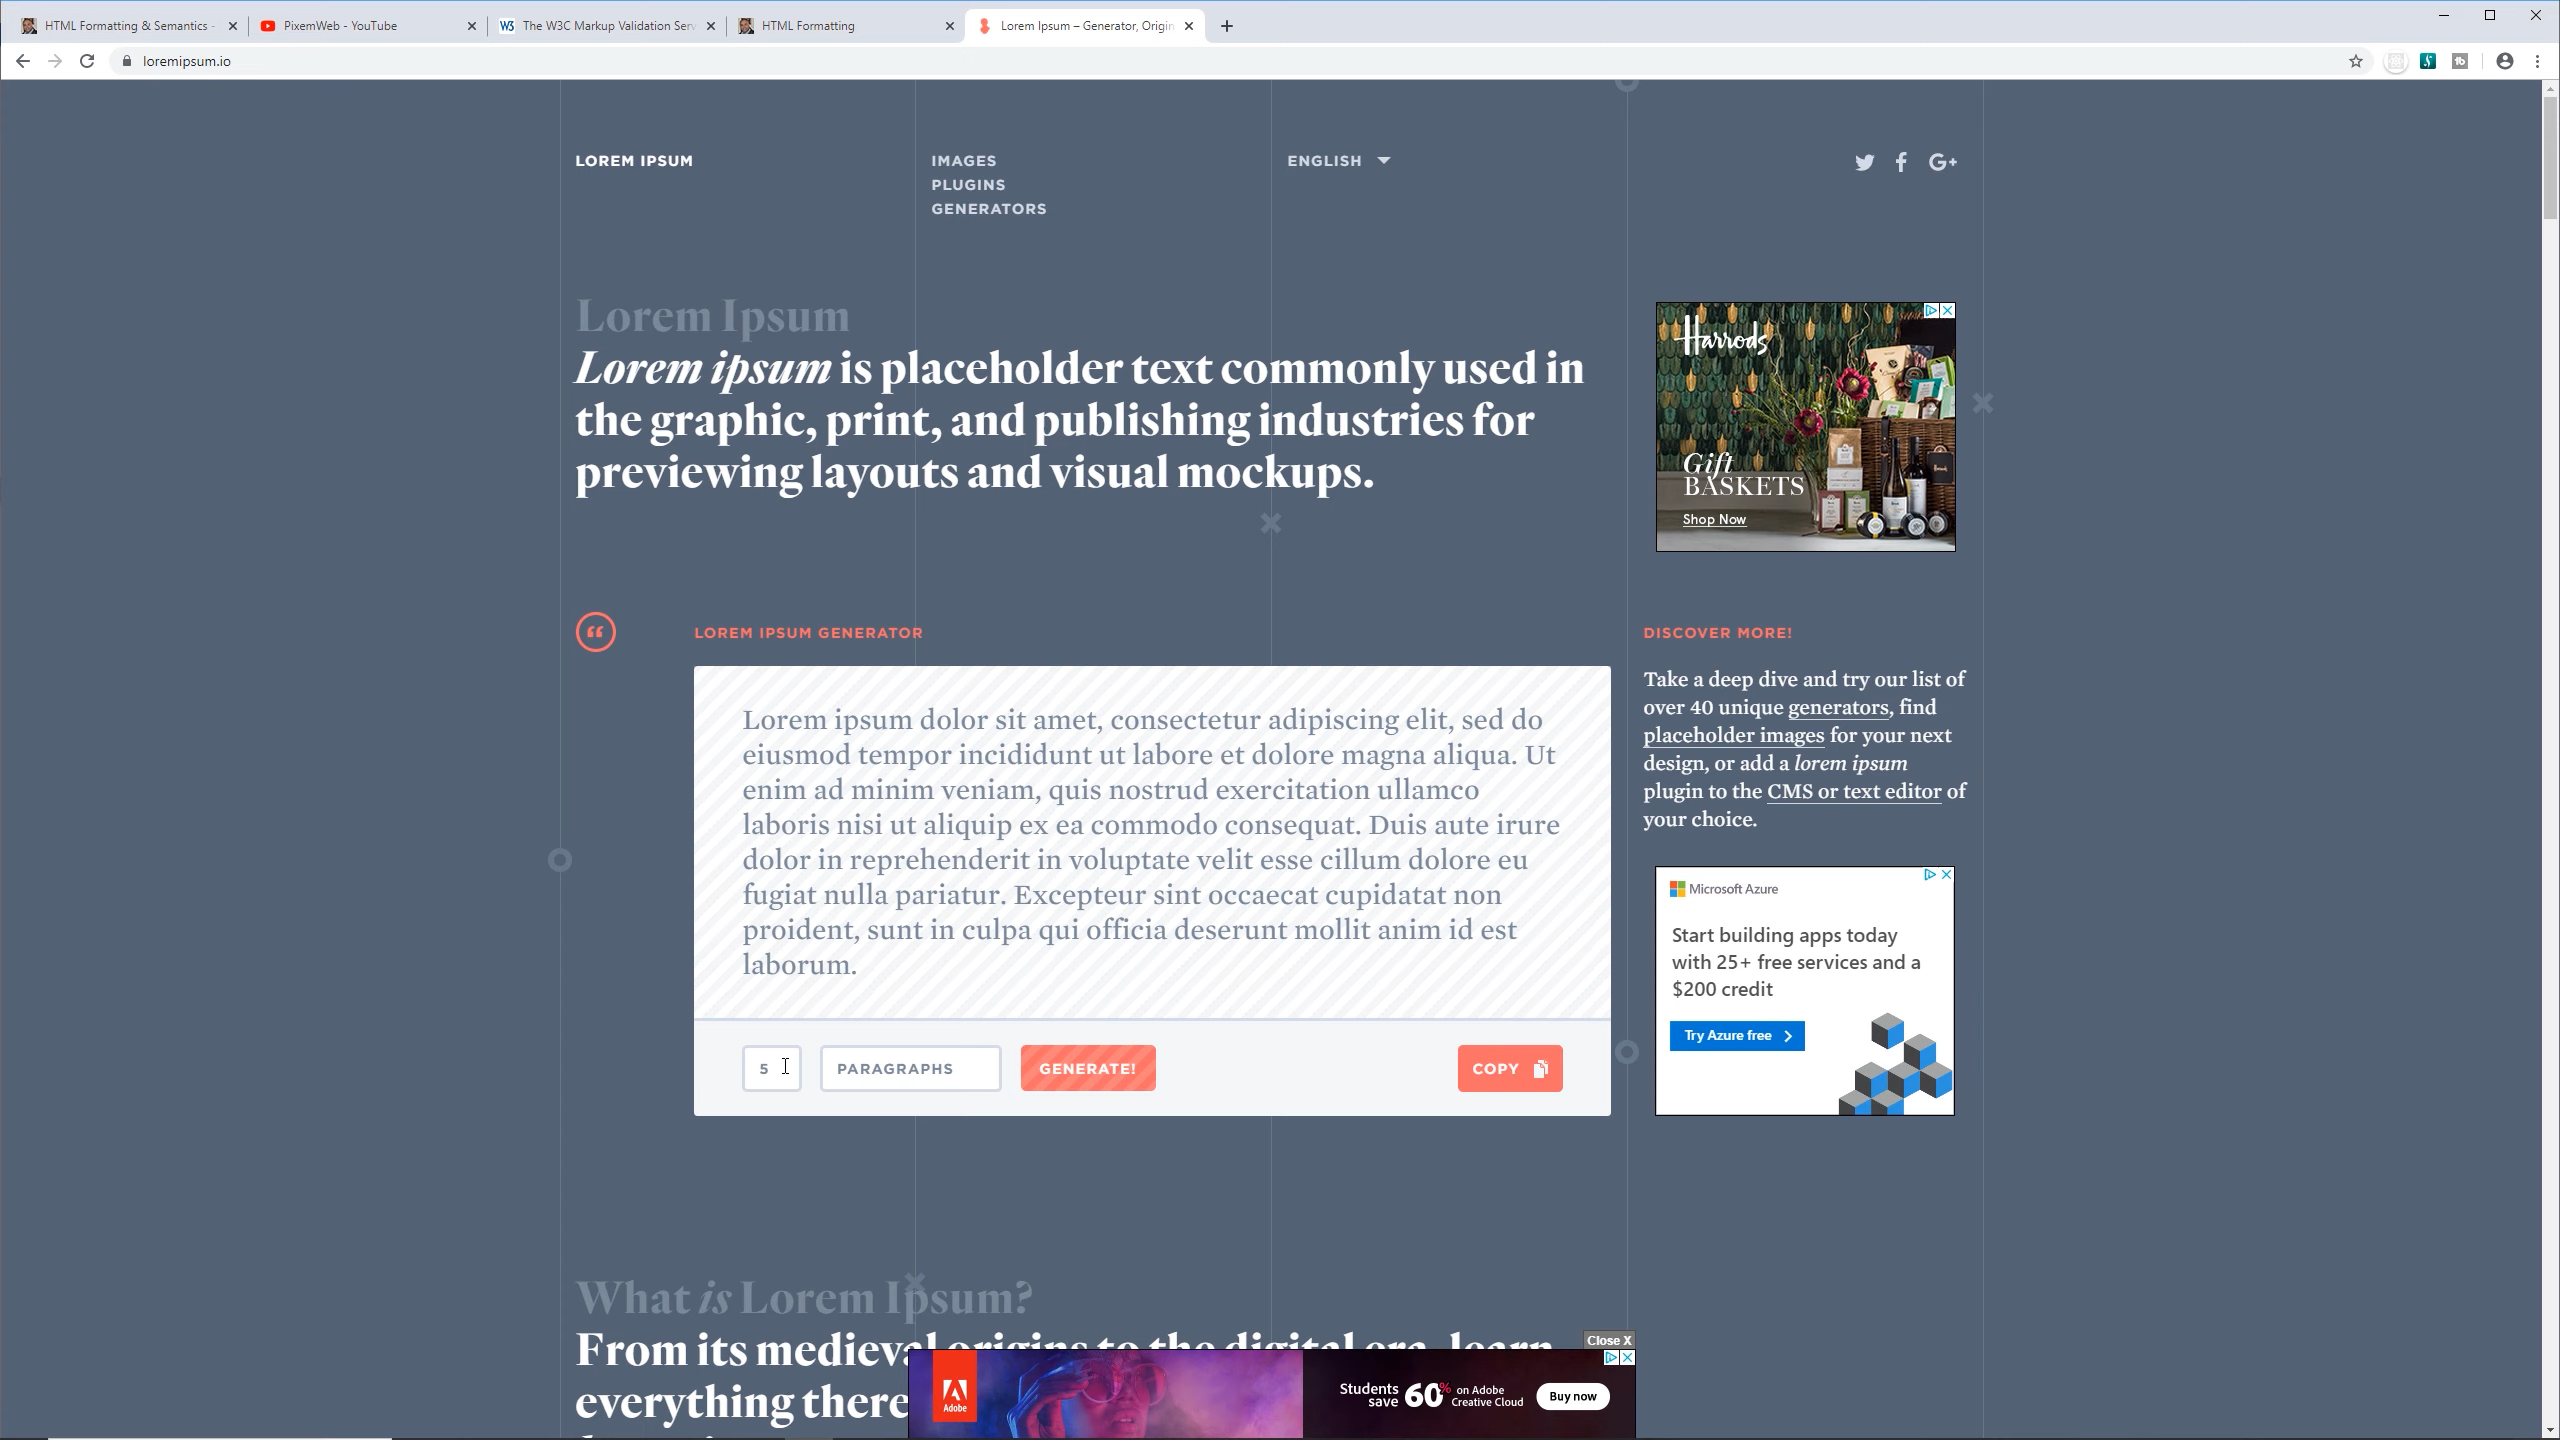 HTML Formatting & Semantics -
PixemWeb - YouTube
The W3C Markup Validation Serv
HTML Formatting
Lorem Ipsum – Generator, Origin
loremipsum.io
LOREM IPSUM
IMAGES
PLUGINS
GENERATORS
ENGLISH
Lorem Ipsum
Lorem ipsum is placeholder text commonly used in
the graphic, print, and publishing industries for
previewing layouts and visual mockups.
Harrods
Gift
BASKETS
Shop Now
LOREM IPSUM GENERATOR
Lorem ipsum dolor sit amet, consectetur adipiscing elit, sed do
eiusmod tempor incididunt ut labore et dolore magna aliqua. Ut
enim ad minim veniam, quis nostrud exercitation ullamco
laboris nisi ut aliquip ex ea commodo consequat. Duis aute irure
dolor in reprehenderit in voluptate velit esse cillum dolore eu
fugiat nulla pariatur. Excepteur sint occaecat cupidatat non
proident, sunt in culpa qui officia deserunt mollit anim id est
laborum.
5
PARAGRAPHS
GENERATE!
COPY
DISCOVER MORE!
Take a deep dive and try our list of
over 40 unique generators, find
placeholder images for your next
design, or add a lorem ipsum
plugin to the CMS or text editor of
your choice.
Microsoft Azure
Start building apps today
with 25+ free services and a
$200 credit
Try Azure free
What is Lorem Ipsum?
From its medieval origins to the digital era, learn
everything there
Close X
Adobe
Students
save 60% on Adobe
Creative Cloud
Buy now